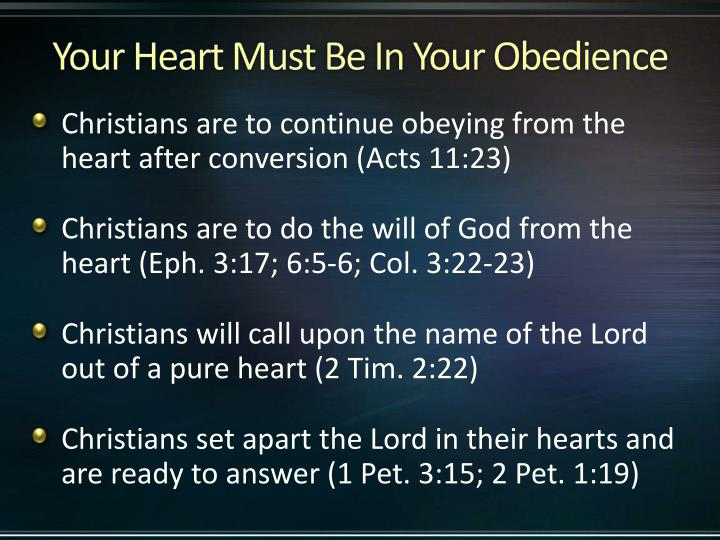 Your Heart Must Be In Your Obedience
Christians are to continue obeying from the
heart after conversion (Acts 11:23)
Christians are to do the will of God from the
heart (Eph. 3:17; 6:5-6; Col. 3:22-23)
Christians will call upon the name of the Lord
out of a pure heart (2 Tim. 2:22)
Christians set apart the Lord in their hearts and
are ready to answer (1 Pet. 3:15; 2 Pet. 1:19)